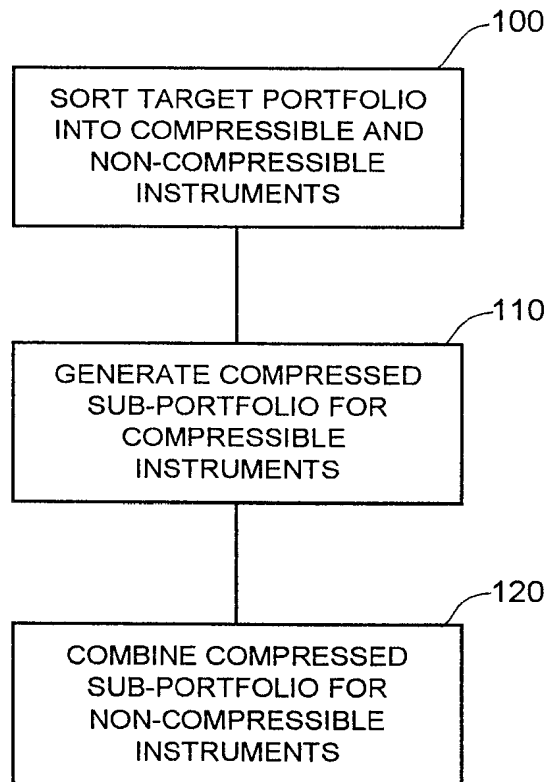 100
SORT TARGET PORTFOLIO
INTO COMPRESSIBLE AND
NON-COMPRESSIBLE
INSTRUMENTS
110
GENERATE COMPRESSED
SUB-PORTFOLIO FOR
COMPRESSIBLE
INSTRUMENTS
120
COMBINE COMPRESSED
SUB-PORTFOLIO FOR
NON-COMPRESSIBLE
INSTRUMENTS